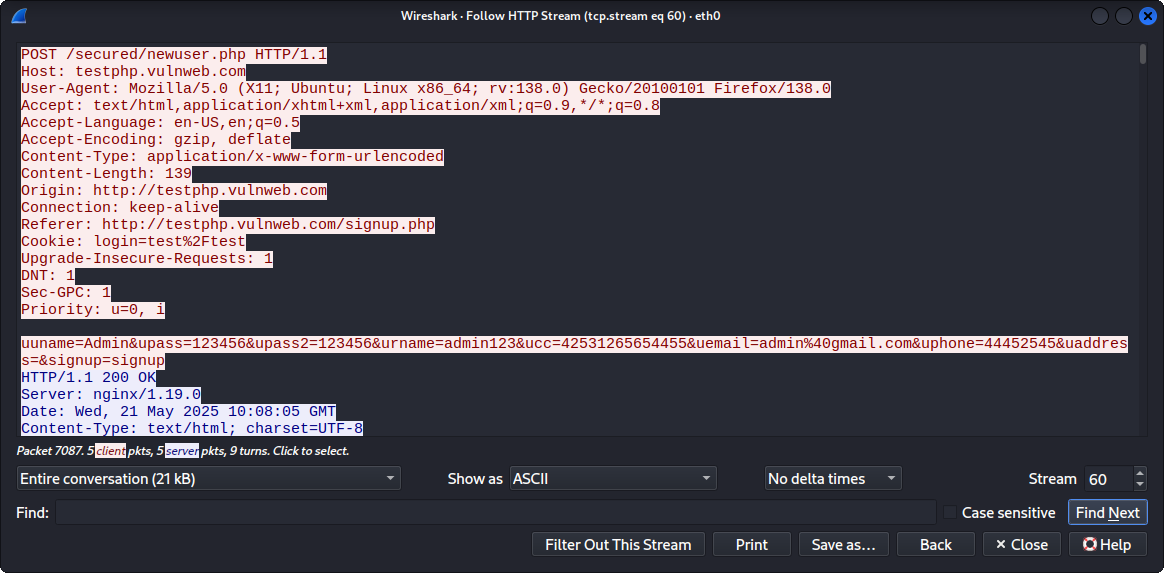 Wireshark · Follow HTTP Stream (tcp.stream eq 60) · eth0
POST /secured/newuser.php HTTP/1.1
Host: testphp.vulnweb.com
User-Agent: Mozilla/5.0 (X11; Ubuntu; Linux x86_64; rv:138.0) Gecko/20100101 Firefox/138.0
Accept: text/html,application/xhtml+xml,application/xml;q=0.9,*/*;q=0.8
Accept-Language: en-US,en;q=0.5
Accept-Encoding: gzip, deflate
Content-Type: application/x-www-form-urlencoded
Content-Length: 139
Origin: http://testphp.vulnweb.com
Connection: keep-alive
Referer: http://testphp.vulnweb.com/signup.php
Cookie: login=test%2Ftest
Upgrade-Insecure-Requests: 1
DNT: 1
Sec-GPC: 1
Priority: u=0, i
uuname=Admin&upass=123456&upass2=123456&urname=admin123&ucc=42531265654455&uemail=admin%40gmail.com&uphone=44452545&uaddres
s=&signup=signup
HTTP/1.1 200 OK
Server: nginx/1.19.0
Date: Wed, 21 May 2025 10:08:05 GMT
Content-Type: text/html; charset=UTF-8
Packet 7087. 5 client pkts, 5 server pkts, 9 turns. Click to select.
Entire conversation (21 kB) Show as ASCII No delta times Stream 60
Find: Case sensitive Find Next
Filter Out This Stream Print Save as… Back × Close Help